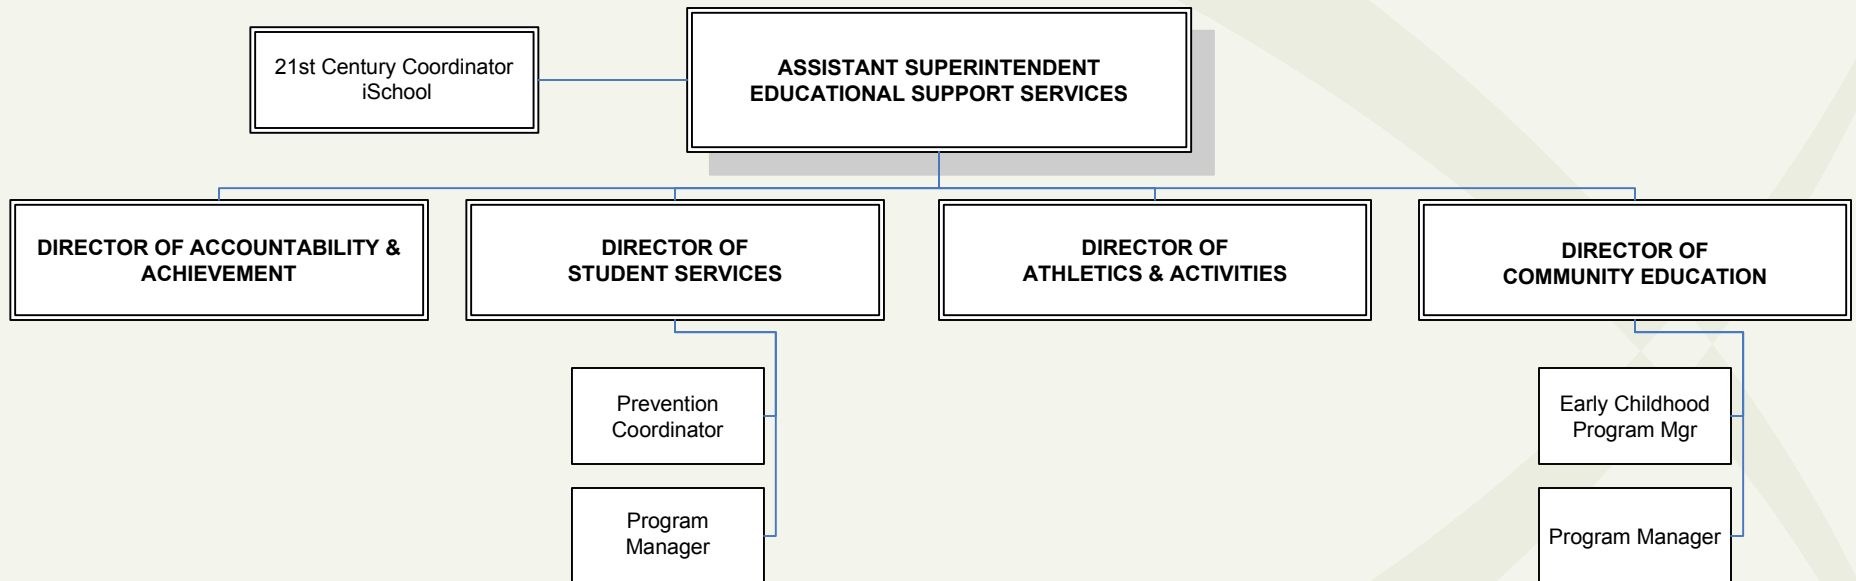 21st Century Coordinator
iSchool
ASSISTANT SUPERINTENDENT
EDUCATIONAL SUPPORT SERVICES
DIRECTOR OF ACCOUNTABILITY &
ACHIEVEMENT
DIRECTOR OF
STUDENT SERVICES
DIRECTOR OF
ATHLETICS & ACTIVITIES
DIRECTOR OF
COMMUNITY EDUCATION
Prevention
Coordinator
Early Childhood
Program Mgr
Program
Manager
Program Manager